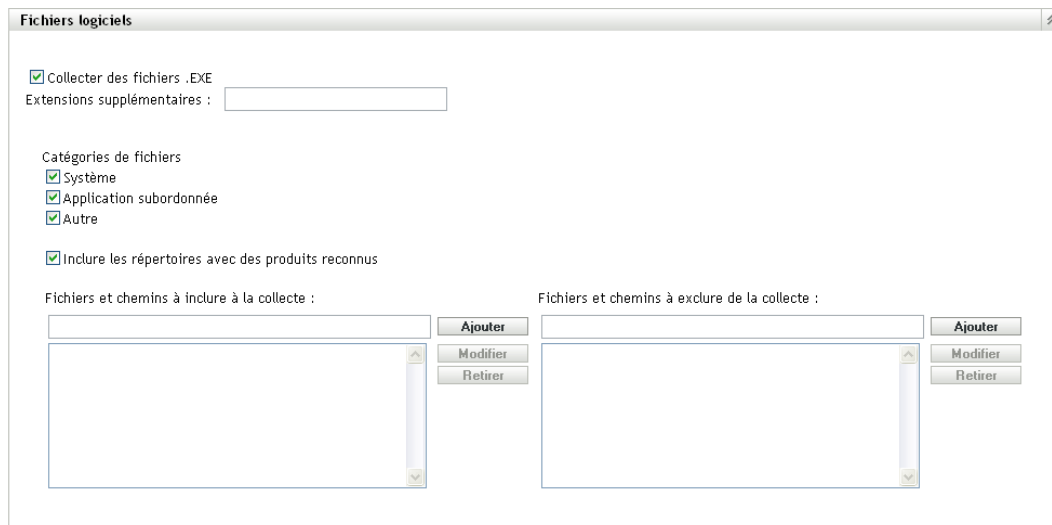 Fichiers logiciels
Collecter des fichiers .EXE
Extensions supplémentaires :
Catégories de fichiers
Système
Application subordonnée
Autre
Inclure les répertoires avec des produits reconnus
Fichiers et chemins à inclure à la collecte :
Fichiers et chemins à exclure de la collecte :
Ajouter
Ajouter
Modifier
Modifier
Retirer
Retirer